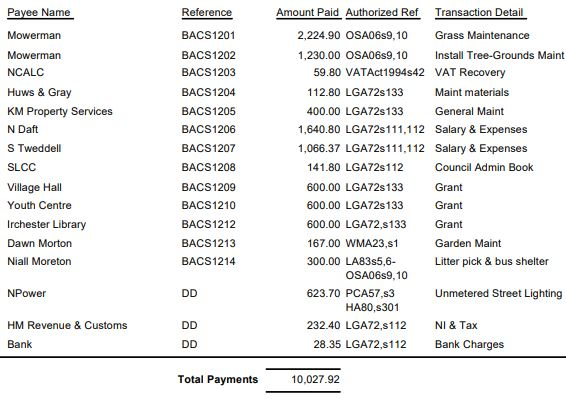 Payee Name Reference Amount Paid Authorized Ref Transaction Detail
Mowerman BACS1201 2,224.90 OSA06s9,10 Grass Maintenance
Mowerman BACS1202 1,230.00 OSA06s9,10 Install Tree-Grounds Maint
NCALC BACS1203 59.80 VATAct1994s42 VAT Recovery
Huws & Gray BACS1204 112.80 LGA72s133 Maint materials
KM Property Services BACS1205 400.00 LGA72s133 General Maint
N Daft BACS1206 1,640.80 LGA72s111,112 Salary & Expenses
S Tweddell BACS1207 1,066.37 LGA72s111,112 Salary & Expenses
SLCC BACS1208 141.80 LGA72s112 Council Admin Book
Village Hall BACS1209 600.00 LGA72s133 Grant
Youth Centre BACS1210 600.00 LGA72s133 Grant
Irchester Library BACS1212 600.00 LGA72,s133 Grant
Dawn Morton BACS1213 167.00 WMA23,s1 Garden Maint
Niall Moreton BACS1214 300.00 LA83s5,6- Litter pick & bus shelter
OSA06s9,10
NPower DD 623.70 PCA57,s3 Unmetered Street Lighting
HA80,s301
HM Revenue & Customs DD 232.40 LGA72,s112 NI & Tax
Bank DD 28.35 LGA72,s112 Bank Charges
Total Payments 10,027.92